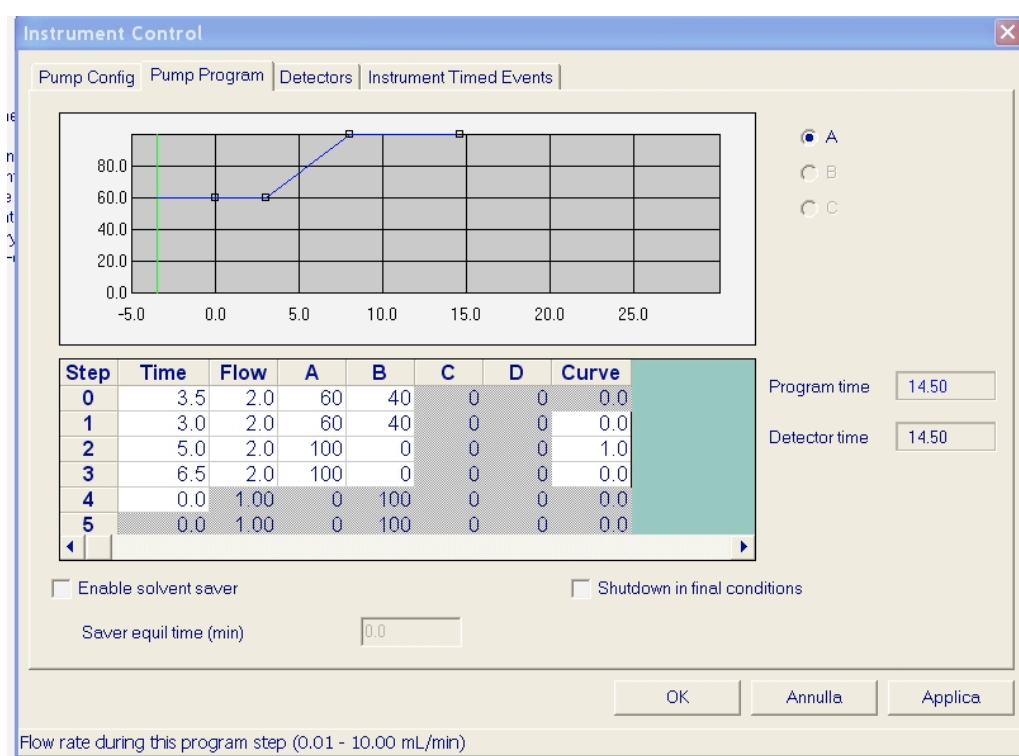 Instrument Control
Pump Config Pump Program Detectors Instrument Timed Events
80.0
60.0
40.0
20.0
0.0
-5.0 0.0 5.0 10.0 15.0 20.0 25.0
A
B
C
Step Time Flow A B C D Curve
0 3.5 2.0 60 40 0 0 0.0
1 3.0 2.0 60 40 0 0 0.0
2 5.0 2.0 100 0 0 0 1.0
3 6.5 2.0 100 0 0 0 0.0
4 0.0 1.00 0 100 0 0 0.0
5 0.0 1.00 0 100 0 0 0.0
Program time 14.50
Detector time 14.50
Enable solvent saver
Shutdown in final conditions
Saver equil time (min) 0.0
OK Annulla Applica
Flow rate during this program step (0.01 - 10.00 mL/min)